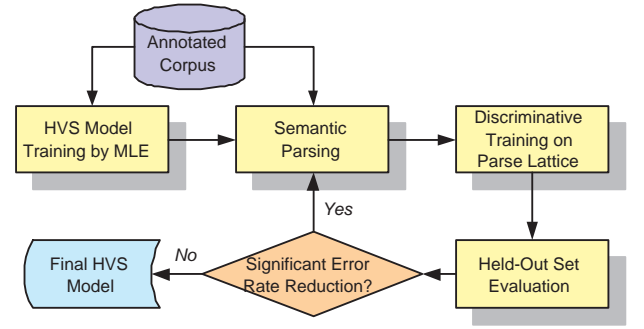 Annotated
Corpus
HVS Model
Training by MLE
Semantic
Parsing
Discriminative
Training on
Parse Lattice
Yes
No
Final HVS
Model
Significant Error
Rate Reduction?
Held-Out Set
Evaluation